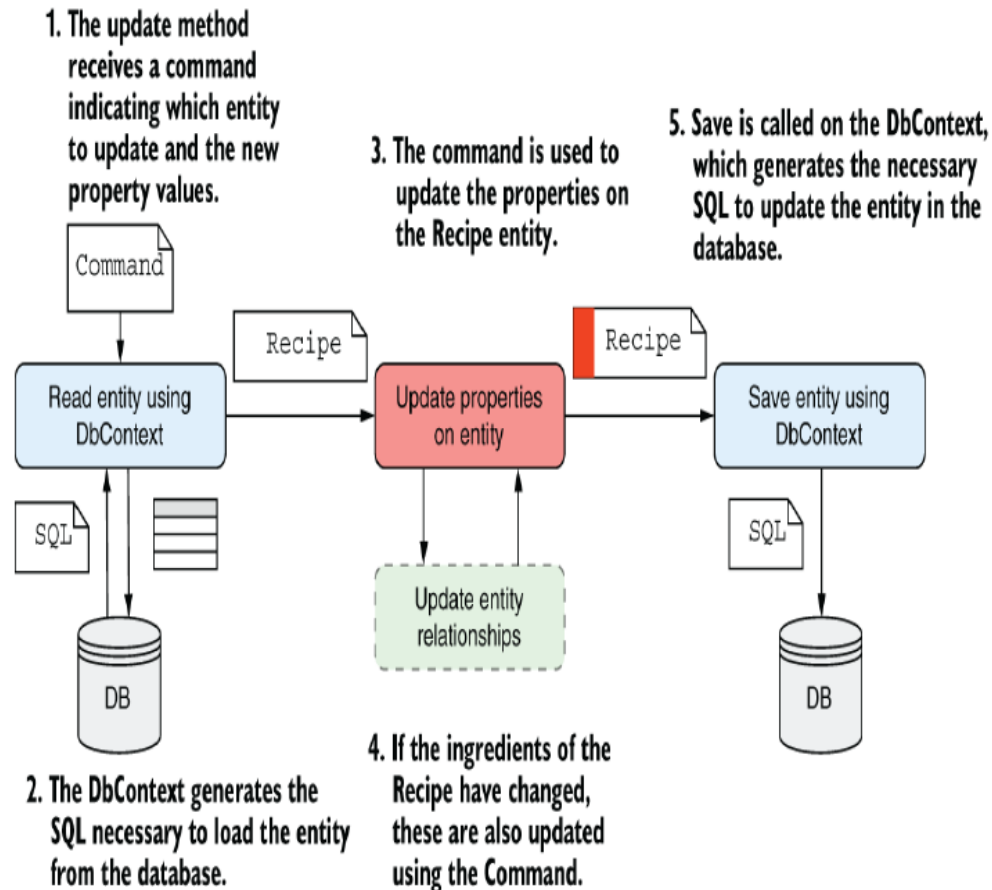 1. The update method
receives a command
indicating which entity
to update and the new
property values.
3. The command is used to
update the properties on
the Recipe entity.
5. Save is called on the DbContext,
which generates the necessary
SQL to update the entity in the
database.
Command
Recipe
Recipe
Read entity using
DbContext
Update properties
on entity
Save entity using
DbContext
SQL
SQL
Update entity
relationships
DB
DB
2. The DbContext generates the
SQL necessary to load the entity
from the database.
4. If the ingredients of the
Recipe have changed,
these are also updated
using the Command.